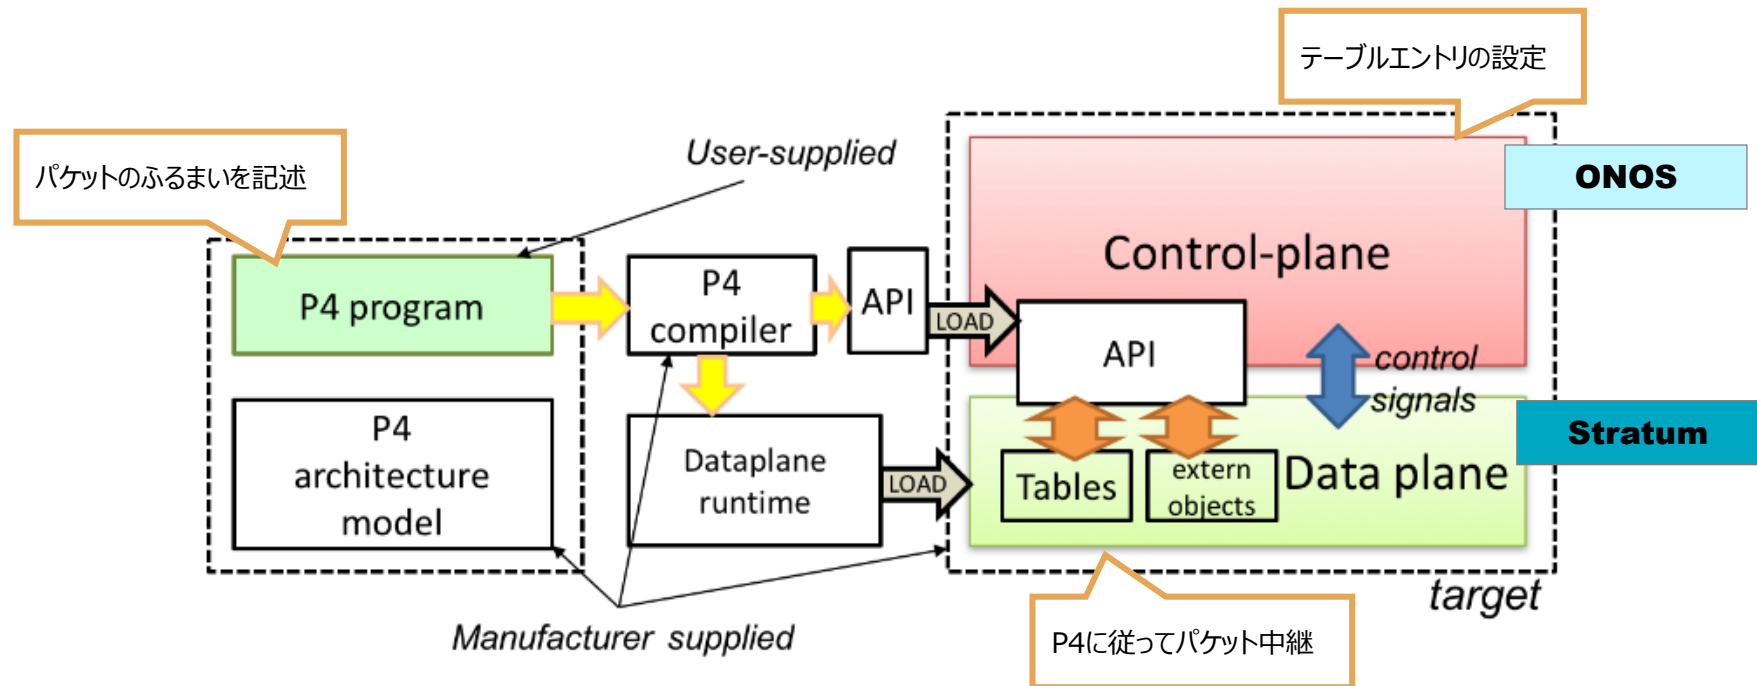 テーブルエントリの設定
パケットのふるまいを記述
User-supplied
ONOS
Control-plane
P4 program
P4
compiler
API
LOAD
API
control
signals
P4
architecture
model
Dataplane
runtime
LOAD
Tables
extern
objects
Data plane
Stratum
target
Manufacturer supplied
P4に従ってパケット中継